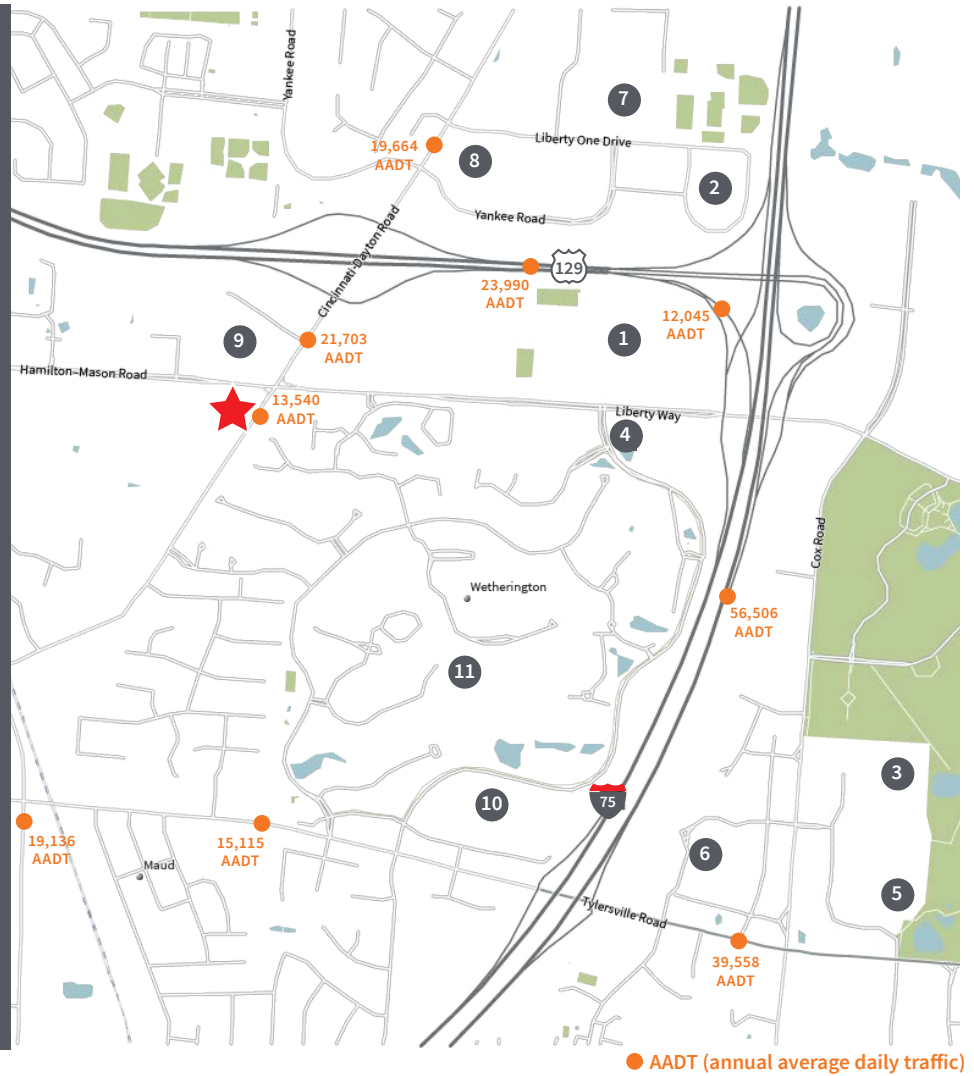 Yankee Road
7
19,664
AADT
Liberty One Drive
8
2
Yankee Road
Cincinnati-Dayton Road
129
23,990
AADT
12,045
AADT
9
21,703
AADT
1
Hamilton-Mason Road
13,540
AADT
Liberty Way
4
Cox Road
Wetherington
56,506
AADT
11
3
10
75
19,136
AADT
15,115
AADT
6
Maud
5
Tylersville Road
39,558
AADT
AADT (annual average daily traffic)